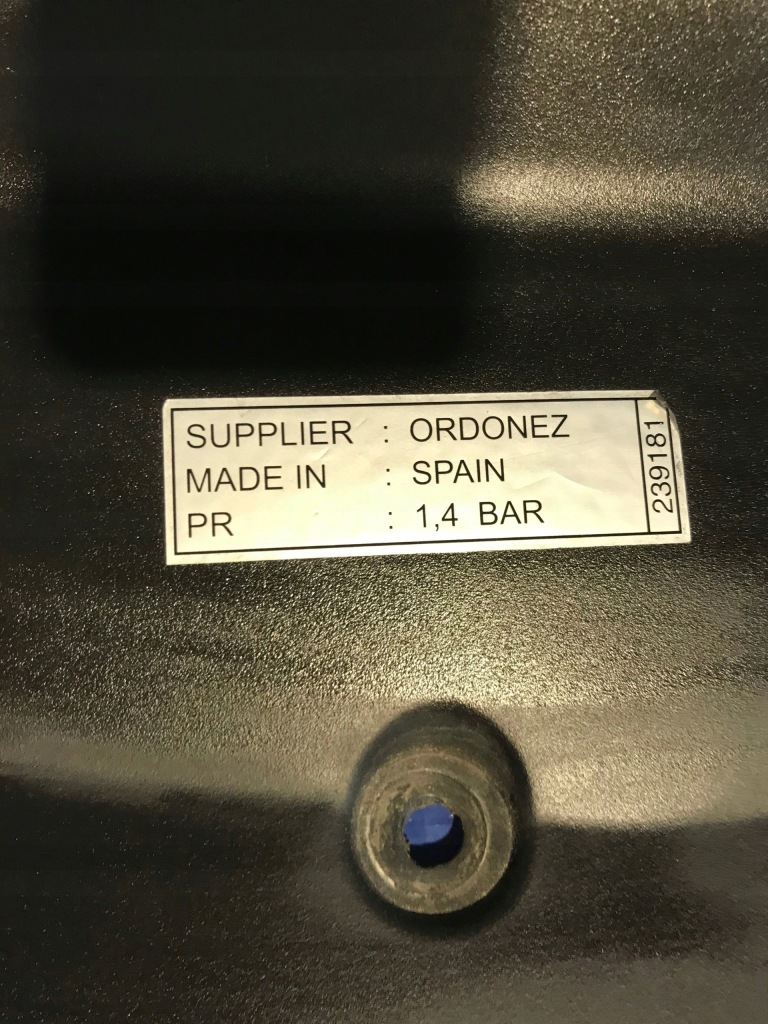 SUPPLIER : ORDONEZ
MADE IN : SPAIN
PR : 1,4 BAR
239181